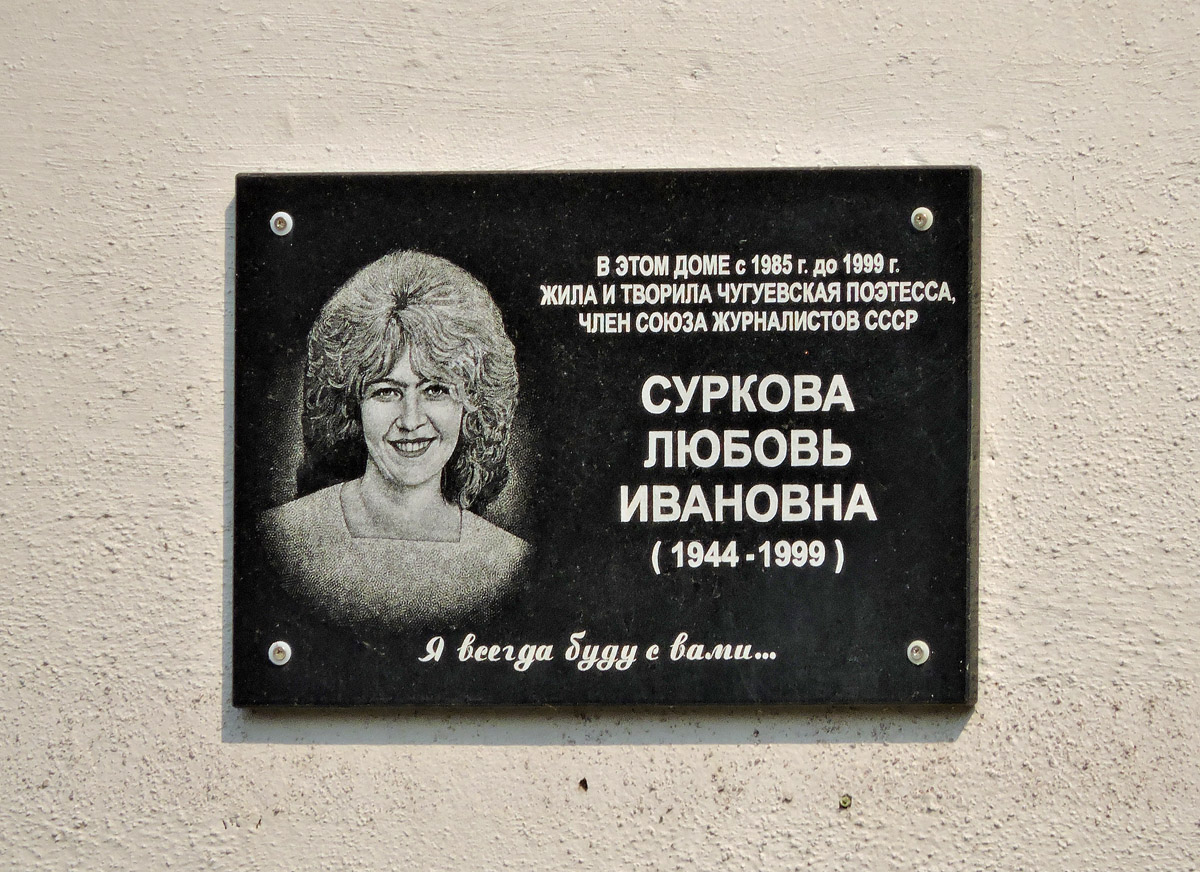 В ЭТОМ ДОМЕ с 1985 г. до 1999 г.
ЖИЛА И ТВОРИЛА ЧУГУЕВСКАЯ ПОЭТЕССА,
ЧЛЕН СОЮЗА ЖУРНАЛИСТОВ СССР
СУРКОВА
ЛЮБОВЬ
ИВАНОВНА
( 1944 - 1999 )
Я всегда буду с вами...